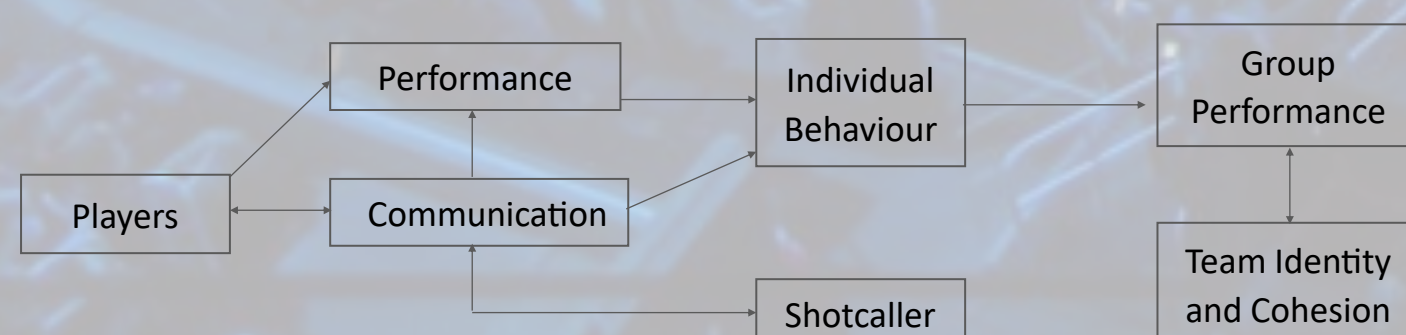 Performance
Individual
Behaviour
Group
Performance
Players
Communication
Shotcaller
Team Identity
and Cohesion